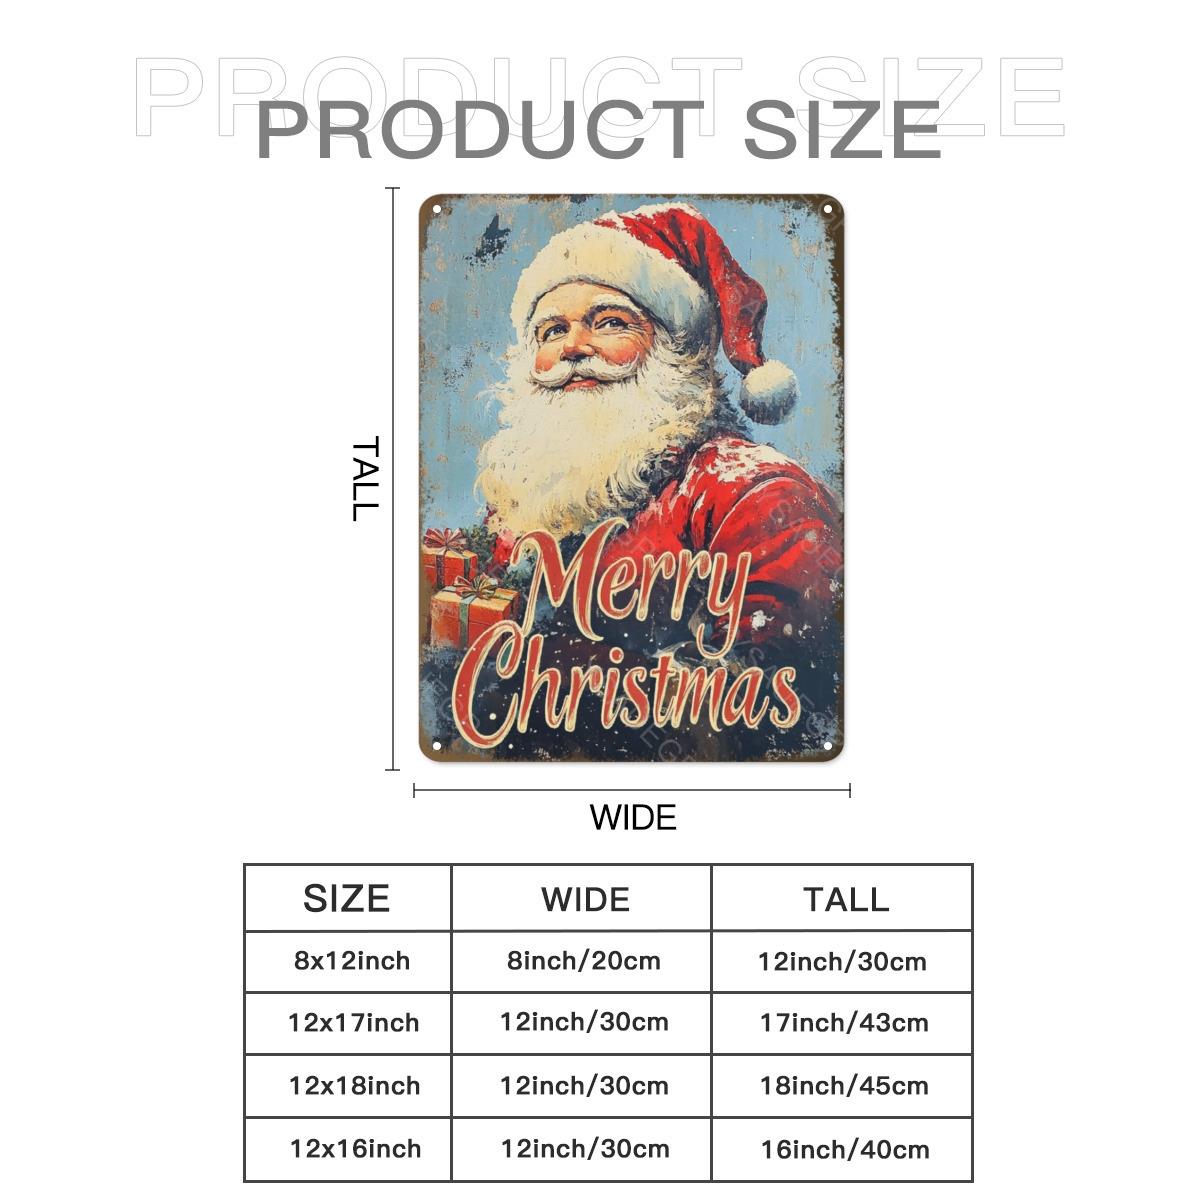 PRODUCT SIZE
PRODUCT SIZE
TALL
Merry
Christmas
WIDE
SIZE WIDE TALL
8x12inch 8inch/20cm 12inch/30cm
12x17inch 12inch/30cm 17inch/43cm
12x18inch 12inch/30cm 18inch/45cm
12x16inch 12inch/30cm 16inch/40cm